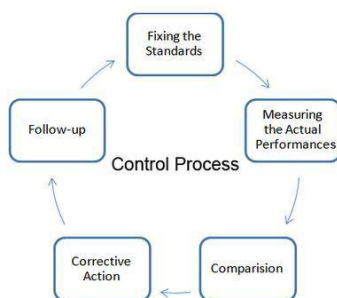 Fixing the
Standards
Measuring
the Actual
Performances
Comparision
Corrective
Action
Follow-up
Control Process